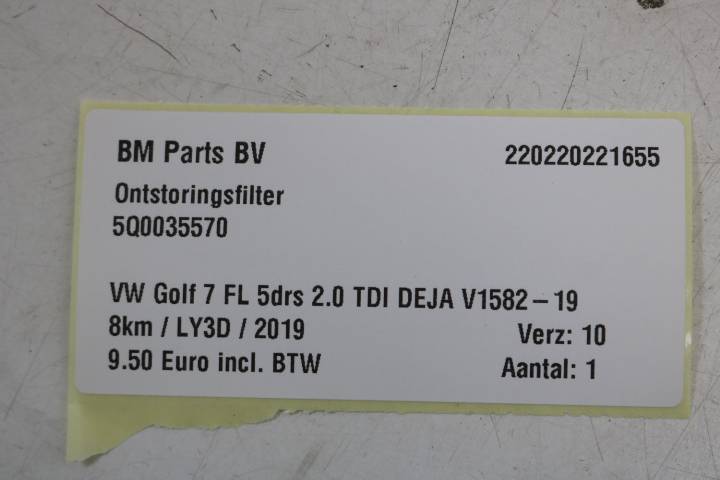 BM Parts BV 220220221655
Ontstoringsfilter
5Q0035570
VW Golf 7 FL 5drs 2.0 TDI DEJA V1582 – 19
8km / LY3D / 2019 Verz: 10
9.50 Euro incl. BTW Aantal: 1